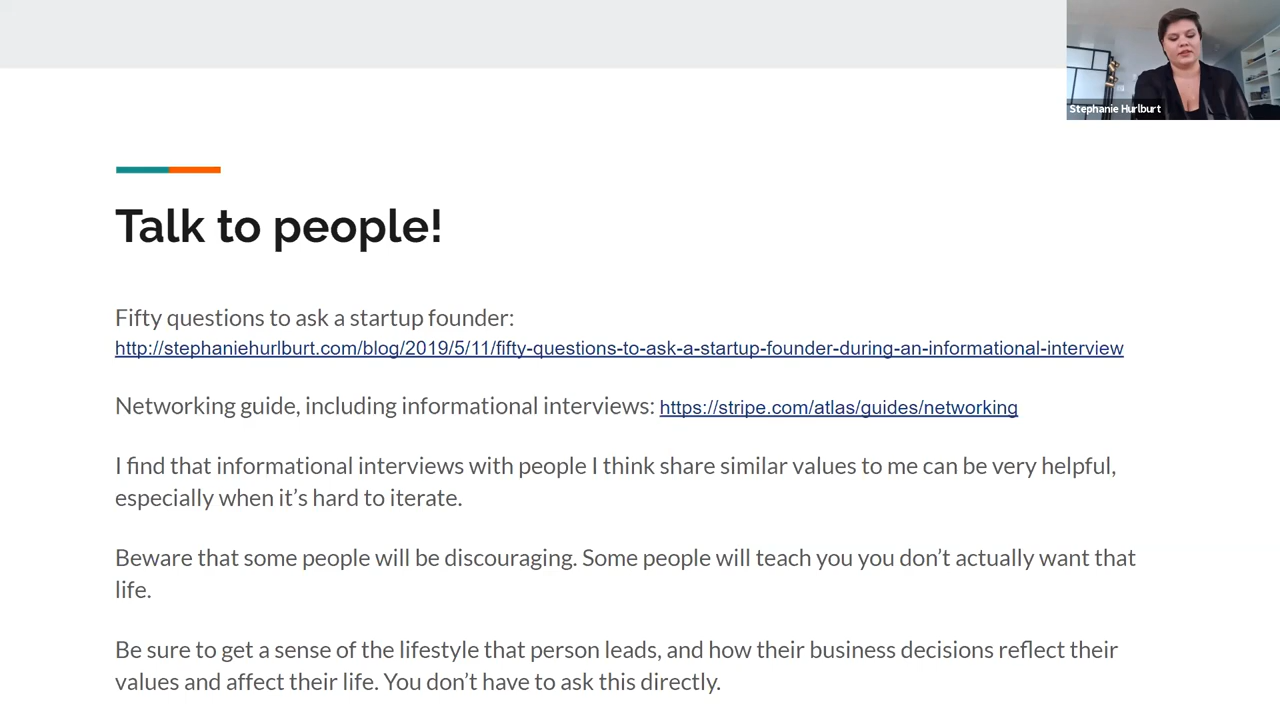 Stephanie Hurlburt
Talk to people!
Fifty questions to ask a startup founder:
http://stephaniehurlburt.com/blog/2019/5/11/fifty-questions-to-ask-a-startup-founder-during-an-informational-interview
Networking guide, including informational interviews: https://stripe.com/atlas/guides/networking
I find that informational interviews with people I think share similar values to me can be very helpful,
especially when it’s hard to iterate.
Beware that some people will be discouraging. Some people will teach you you don’t actually want that
life.
Be sure to get a sense of the lifestyle that person leads, and how their business decisions reflect their
values and affect their life. You don’t have to ask this directly.